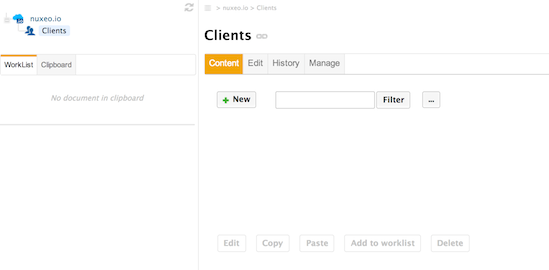 nuxeo.io
Clients
WorkList Clipboard
No document in clipboard
> nuxeo.io > Clients
Clients
Content Edit History Manage
+ New Filter ...
Edit Copy Paste Add to worklist Delete